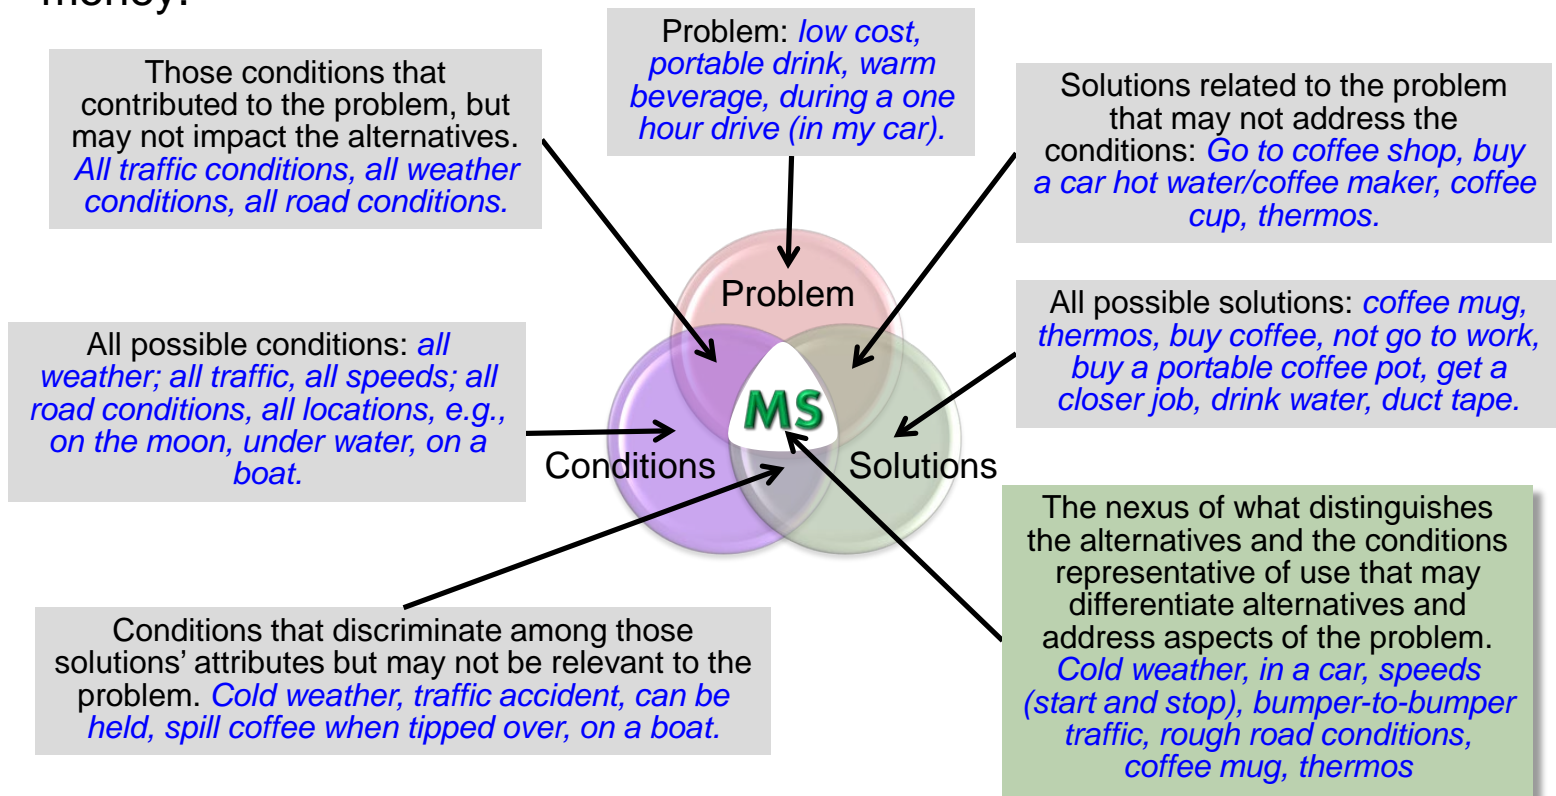 money.
Problem: low cost,
portable drink, warm
beverage, during a one
hour drive (in my car).
Those conditions that
contributed to the problem, but
may not impact the alternatives.
All traffic conditions, all weather
conditions, all road conditions.
Solutions related to the problem
that may not address the
conditions: Go to coffee shop, buy
a car hot water/coffee maker, coffee
cup, thermos.
Problem
All possible conditions: all
weather; all traffic, all speeds; all
road conditions, all locations, e.g.,
on the moon, under water, on a
boat.
All possible solutions: coffee mug,
thermos, buy coffee, not go to work,
buy a portable coffee pot, get a
closer job, drink water, duct tape.
MS
Conditions
Solutions
Conditions that discriminate among those
solutions’ attributes but may not be relevant to the
problem. Cold weather, traffic accident, can be
held, spill coffee when tipped over, on a boat.
The nexus of what distinguishes
the alternatives and the conditions
representative of use that may
differentiate alternatives and
address aspects of the problem.
Cold weather, in a car, speeds
(start and stop), bumper-to-bumper
traffic, rough road conditions,
coffee mug, thermos